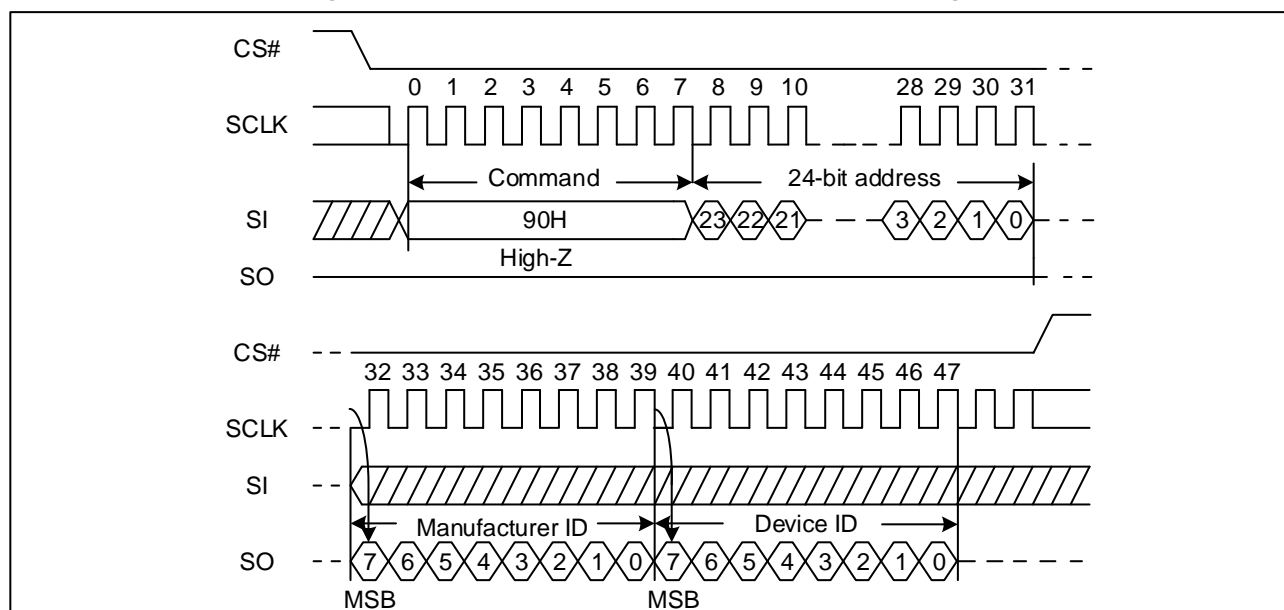 CS#
0 1 2 3 4 5 6 7 8 9 10 28 29 30 31
SCLK
Command 24-bit address
SI 90H 23 22 21 3 2 1 0
High-Z
SO
CS#
32 33 34 35 36 37 38 39 40 41 42 43 44 45 46 47
SCLK
SI
Manufacturer ID Device ID
SO 7 6 5 4 3 2 1 0 7 6 5 4 3 2 1 0
MSB MSB